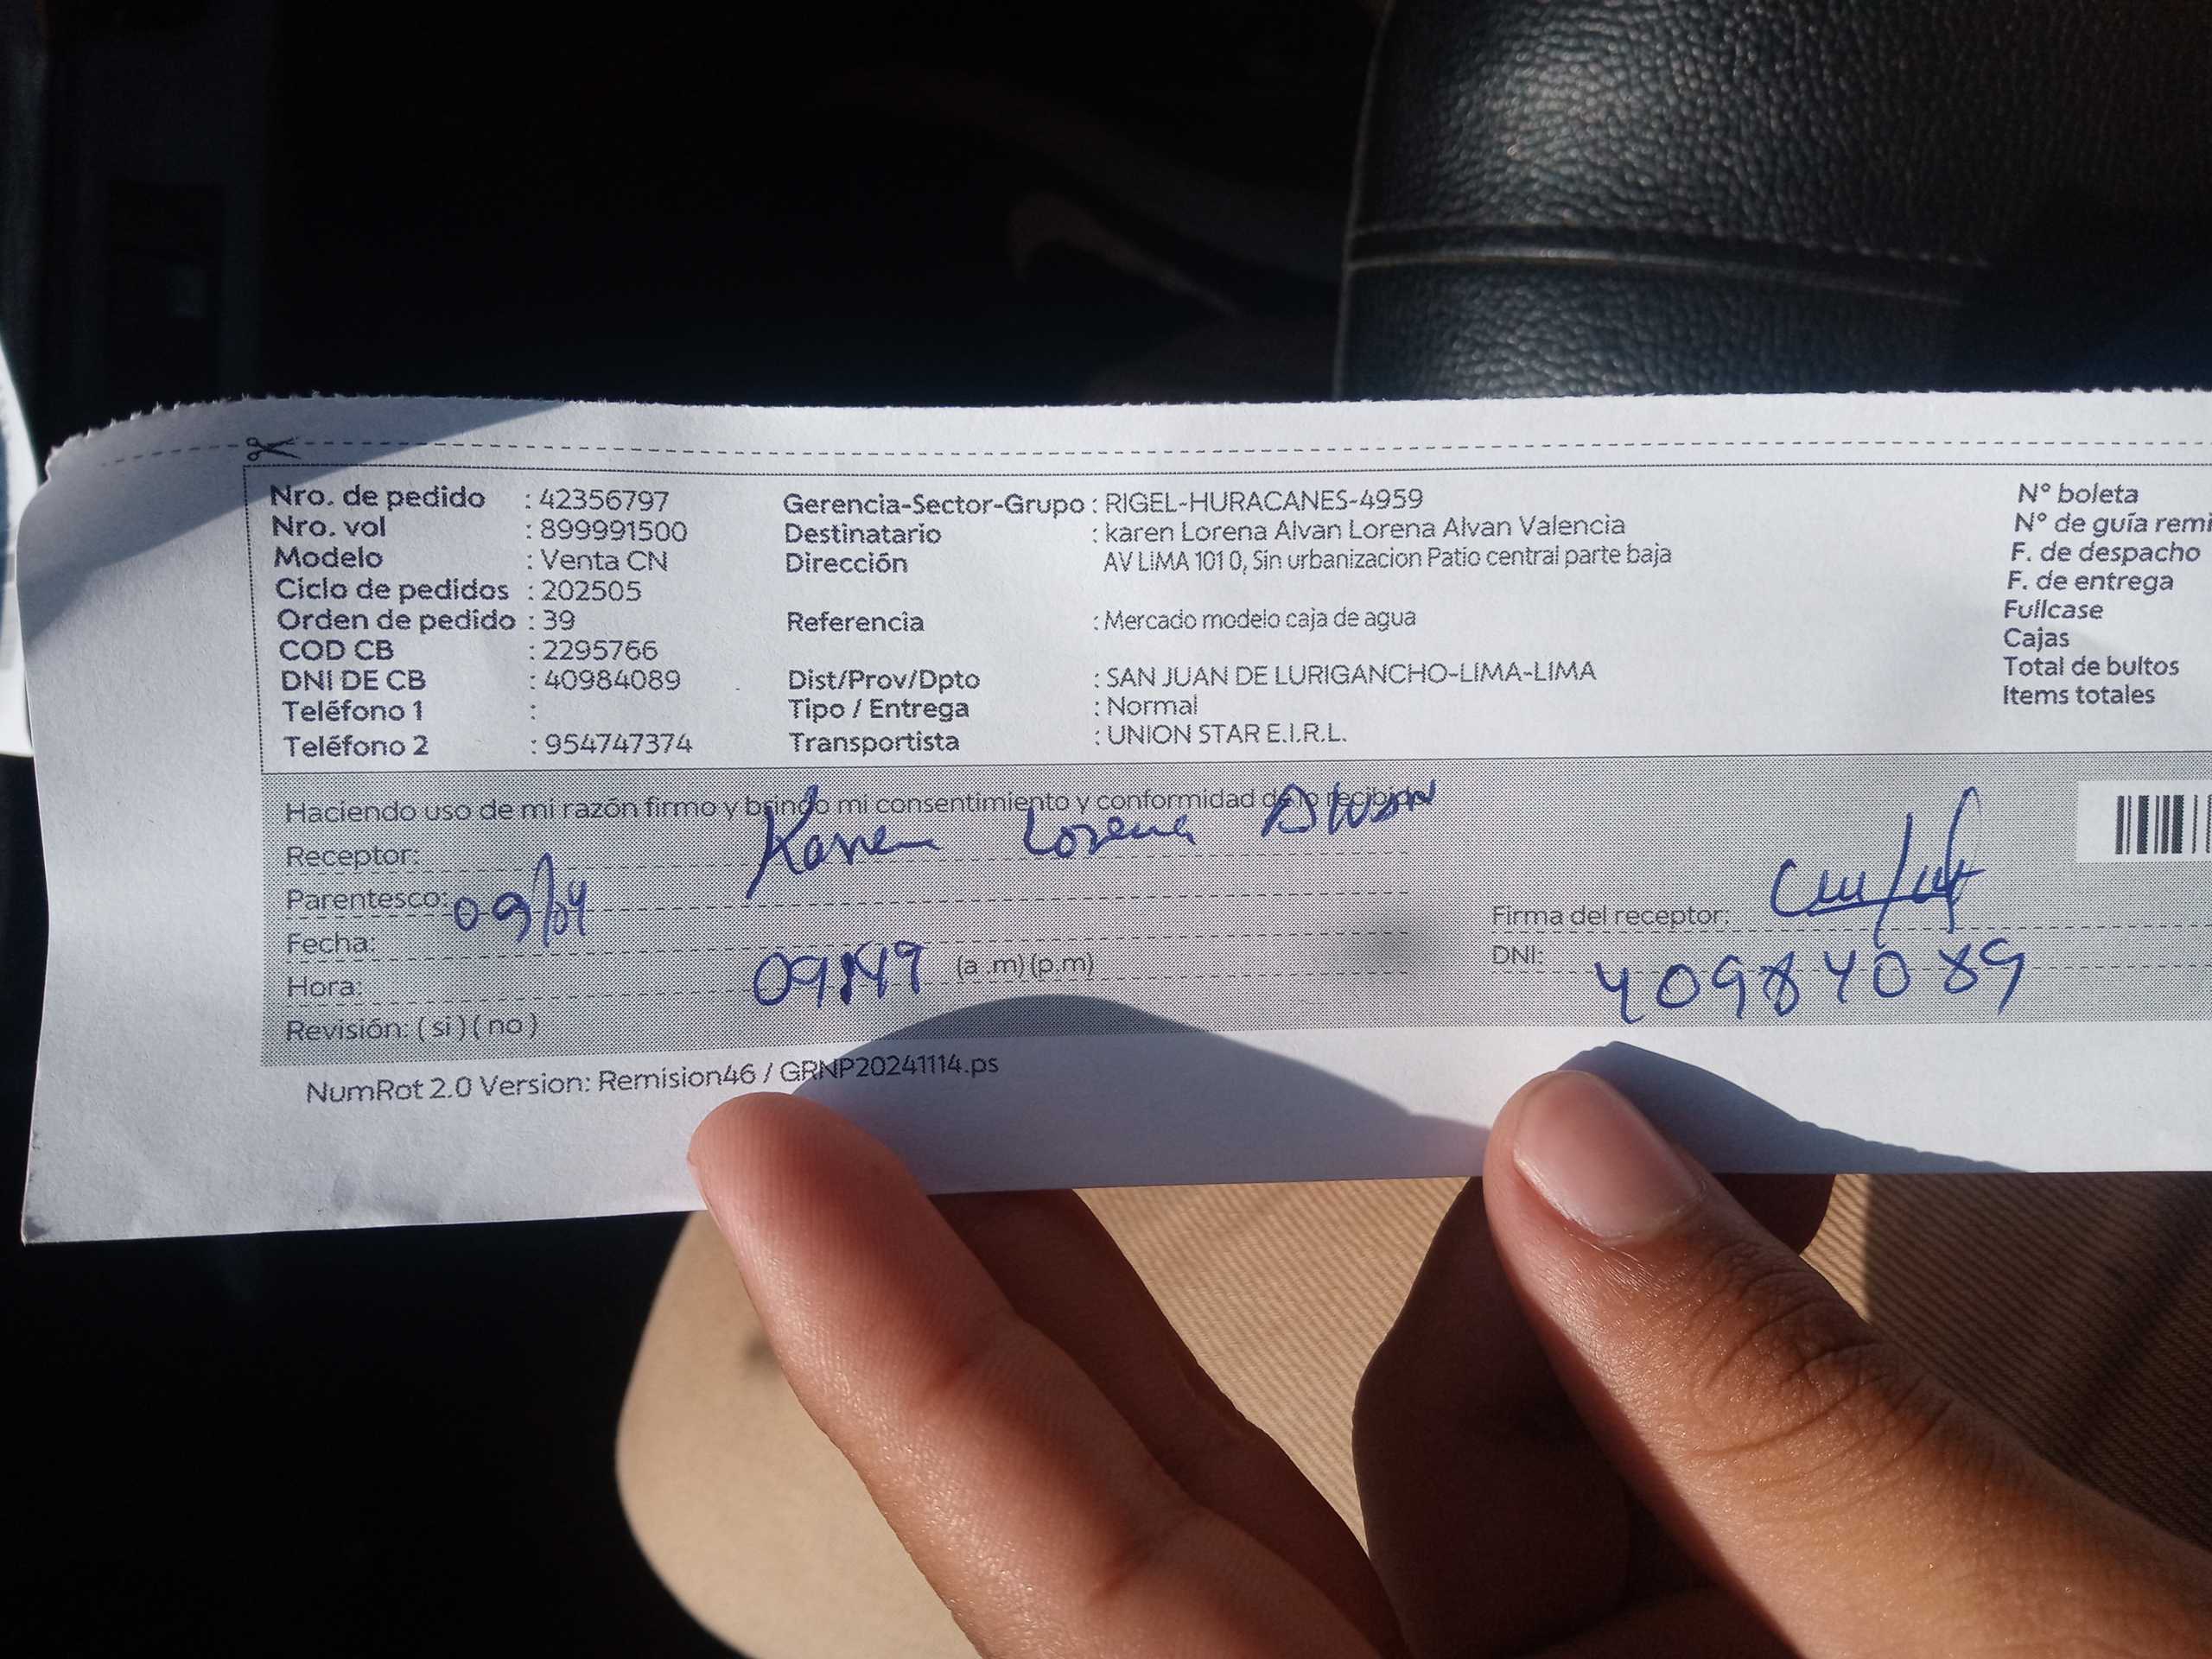 Nro. de pedido : 42356797
Nro. vol : 899991500
Modelo : Venta CN
Ciclo de pedidos : 202505
Orden de pedido : 39
COD CB : 2295766
DNI DE CB : 40984089
Teléfono 1 :
Teléfono 2 : 954747374
Gerencia-Sector-Grupo : RIGEL-HURACANES-4959
Destinatario : karen Lorena Alvan Lorena Alvan Valencia
Dirección AV LIMA 101 0, Sin urbanizacion Patio central parte baja
Referencia : Mercado modelo caja de agua
Dist/Prov/Dpto : SAN JUAN DE LURIGANCHO-LIMA-LIMA
Tipo / Entrega : Normal
Transportista : UNION STAR E.I.R.L.
N° boleta
N° de guía remi
F. de despacho
F. de entrega
Fullcase
Cajas
Total de bultos
Items totales
Haciendo uso de mi razón firmo y brindo mi consentimiento y conformidad de lo recibido
Receptor: Karen Lorena Alvan
Parentesco:
Fecha: 09/04
Hora: 09:49 (a .m) (p.m)
Revisión: ( si ) ( no )
Firma del receptor:
DNI: 40984089
NumRot 2.0 Version: Remision46 / GRNP20241114.ps